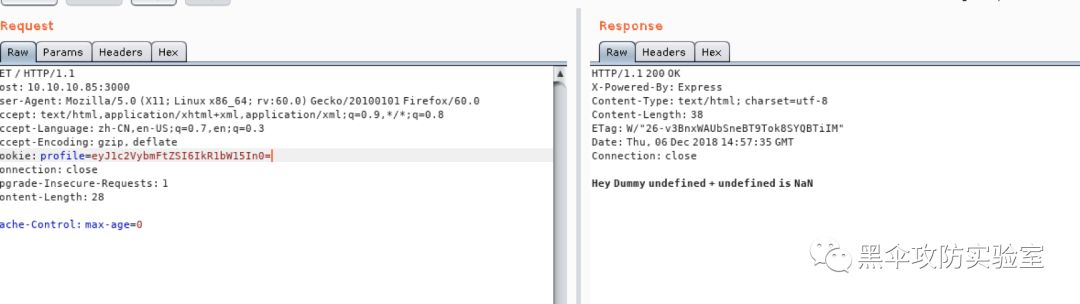 Request
Raw Params Headers Hex
ET / HTTP/1.1
ost: 10.10.10.85:3000
ser-Agent: Mozilla/5.0 (X11; Linux x86_64; rv:60.0) Gecko/20100101 Firefox/60.0
ccept: text/html,application/xhtml+xml,application/xml;q=0.9,*/*;q=0.8
ccept-Language: zh-CN,en-US;q=0.7,en;q=0.3
ccept-Encoding: gzip, deflate
ookie: profile=eyJ1c2VybmFtZSI6IkR1bW15In0=
onnection: close
pgrade-Insecure-Requests: 1
ontent-Length: 28
ache-Control: max-age=0
Response
Raw Headers Hex
HTTP/1.1 200 OK
X-Powered-By: Express
Content-Type: text/html; charset=utf-8
Content-Length: 38
ETag: W/"26-v3BnxWAUbSneBT9Tok8SYQBTiIM"
Date: Thu, 06 Dec 2018 14:57:35 GMT
Connection: close
Hey Dummy undefined + undefined is NaN
黑伞攻防实验室